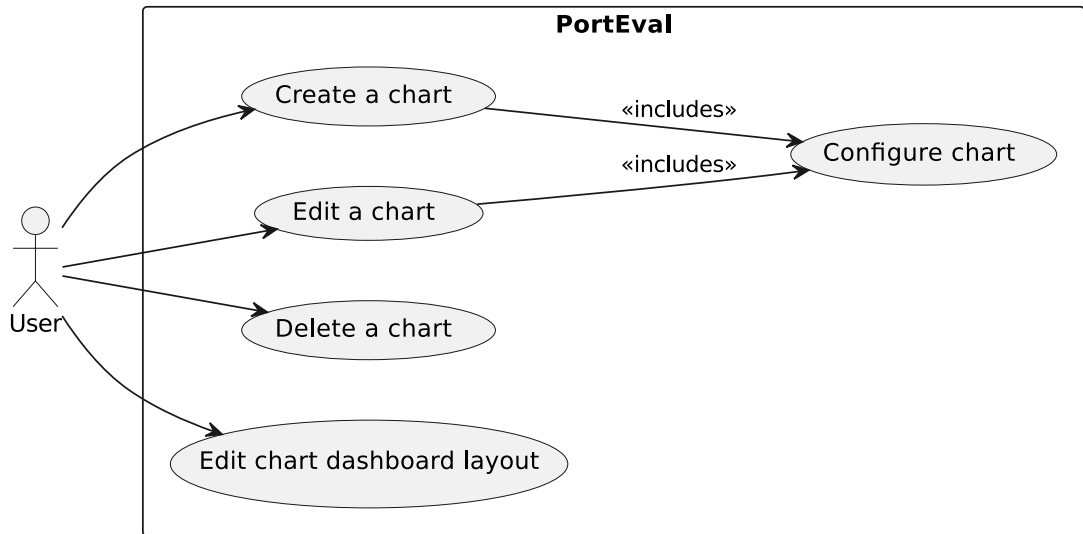 PortEval
Create a chart
«includes»
Configure chart
«includes»
Edit a chart
User
Delete a chart
Edit chart dashboard layout